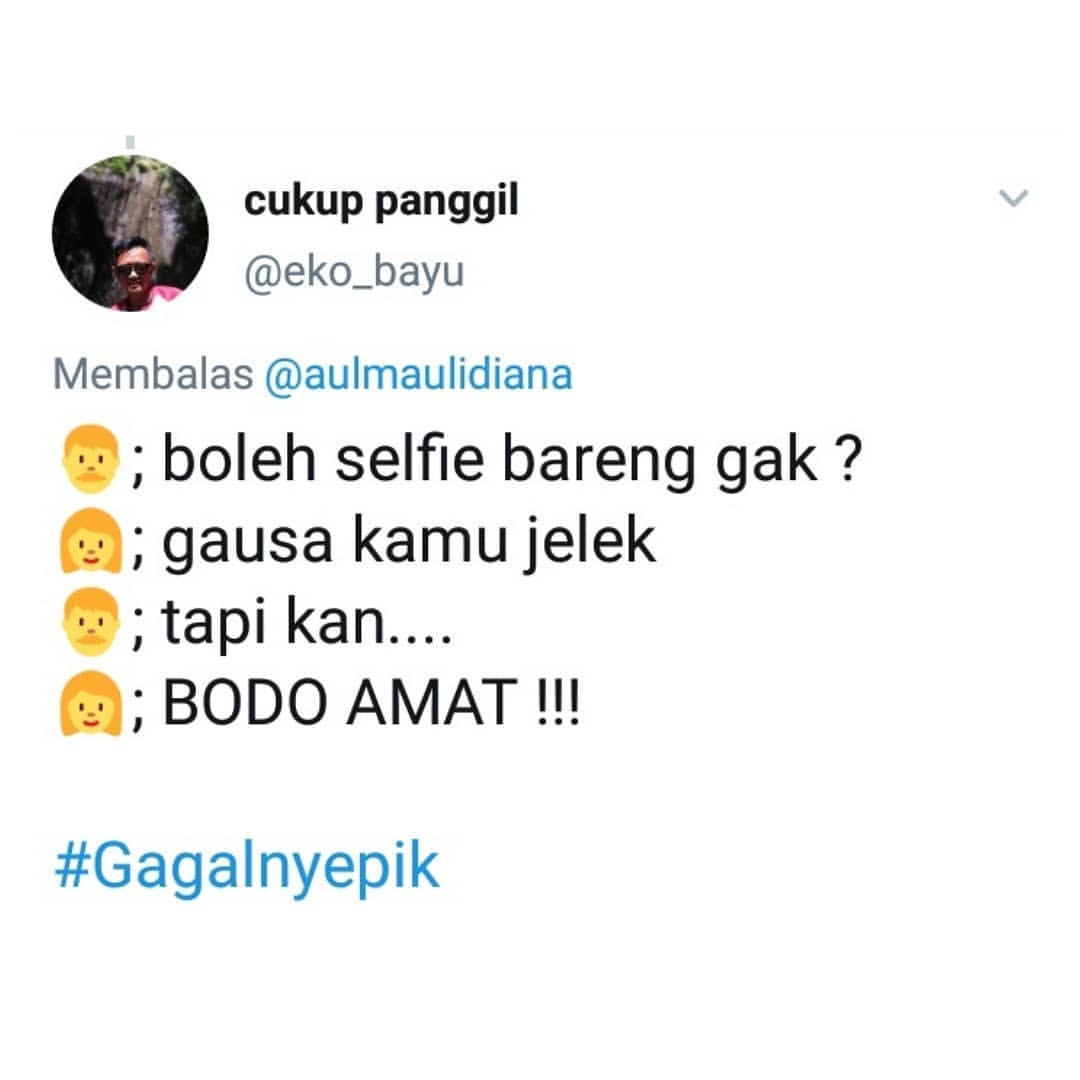 cukup panggil
@eko_bayu
Membalas @aulmaulidiana
👨; boleh selfie bareng gak ?
👩; gausa kamu jelek
👨; tapi kan....
👩; BODO AMAT !!!
#Gagalnyepik